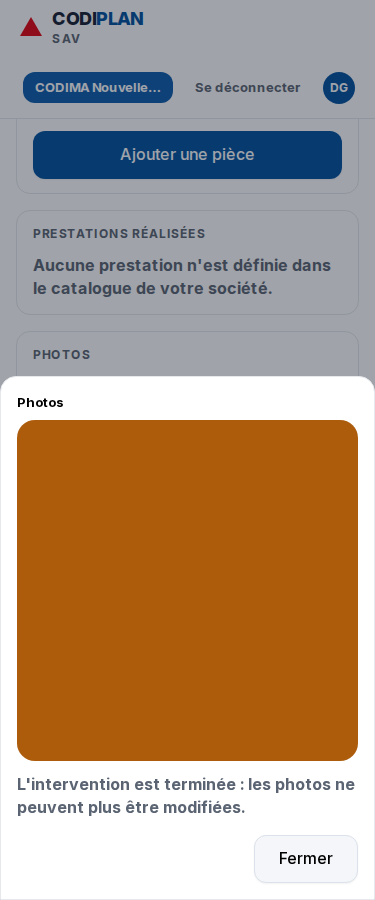 CODIPLAN
SAV
CODIMA Nouvelle...
Se déconnecter
DG
Ajouter une pièce
PRESTATIONS RÉALISÉES
Aucune prestation n'est définie dans
le catalogue de votre société.
PHOTOS
Photos
L'intervention est terminée : les photos ne
peuvent plus être modifiées.
Fermer